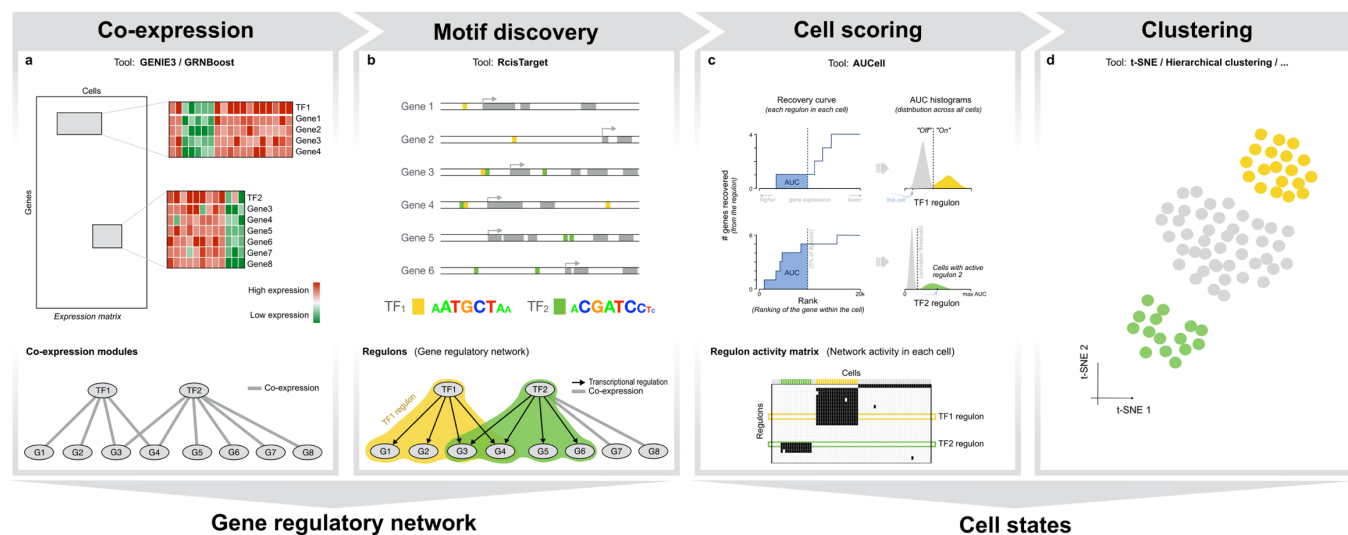 Co-expression
Motif discovery
Cell scoring
Clustering
a
Tool: GENIE3 / GRNBoost
Cells
Genes
TF1
Gene1
Gene2
Gene3
Gene4
TF2
Gene3
Gene4
Gene5
Gene6
Gene7
Gene8
High expression
Low expression
Expression matrix
Co-expression modules
Co-expression
TF1
TF2
G1
G2
G3
G4
G5
G6
G7
G8
b
Tool: RcisTarget
Gene 1
Gene 2
Gene 3
Gene 4
Gene 5
Gene 6
TF1
AATGCTAA
TF2
ACGATCCTC
Regulons (Gene regulatory network)
Transcriptional regulation
Co-expression
TF1 regulon
TF1
TF2
G1
G2
G3
G4
G5
G6
G7
G8
c
Tool: AUCell
Recovery curve
(each regulon in each cell)
AUC histograms
(distribution across all cells)
# genes recovered
(from the regulon)
4
2
0
AUC
higher
gene expression
lower
"Off"
"On"
this cell
TF1 regulon
6
4
2
0
AUC
0
20k
Rank
(Ranking of the gene within the cell)
Cells with active
regulon 2
max AUC
TF2 regulon
Regulon activity matrix (Network activity in each cell)
Cells
Regulons
TF1 regulon
TF2 regulon
d
Tool: t-SNE / Hierarchical clustering / ...
t-SNE 2
t-SNE 1
Gene regulatory network
Cell states